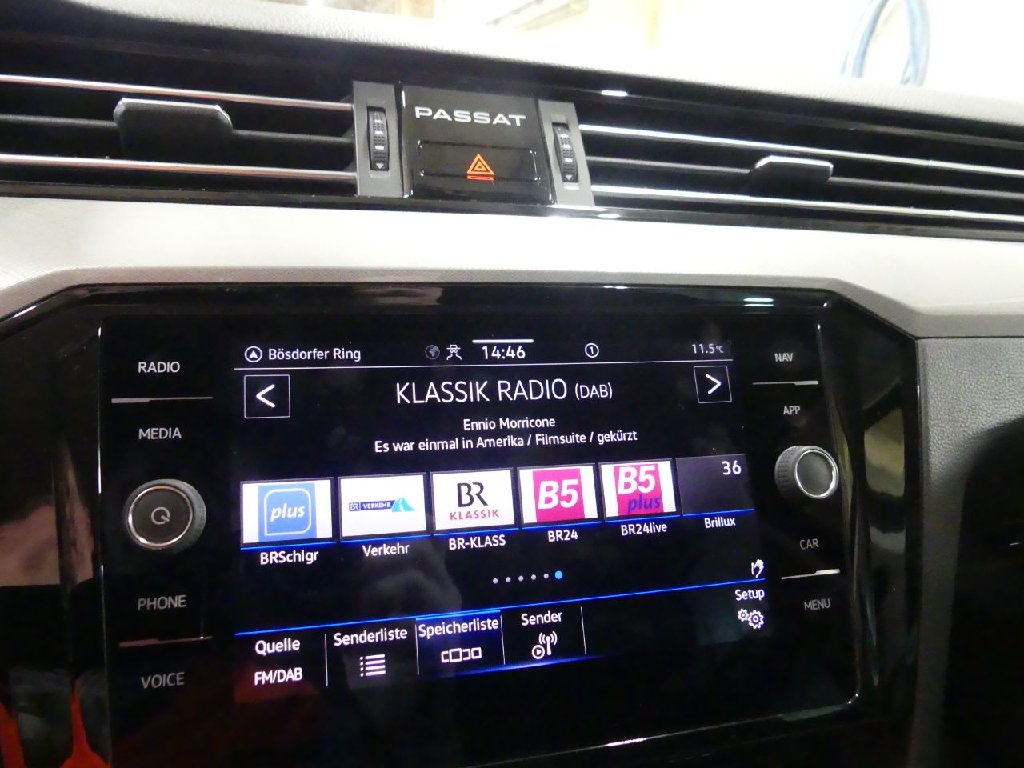 PASSAT
RADIO
MEDIA
PHONE
VOICE
Bösdorfer Ring
14:46
1
11.5°C
KLASSIK RADIO (DAB)
Ennio Morricone
Es war einmal in Amerika / Filmsuite / gekürzt
plus
BR VERKEHR
BR
KLASSIK
B5
B5
plus
36
BRSchlgr
Verkehr
BR-KLASS
BR24
BR24live
Brillux
Quelle
FM/DAB
Senderliste
Speicherliste
Sender
Setup
NAV
APP
CAR
MENU